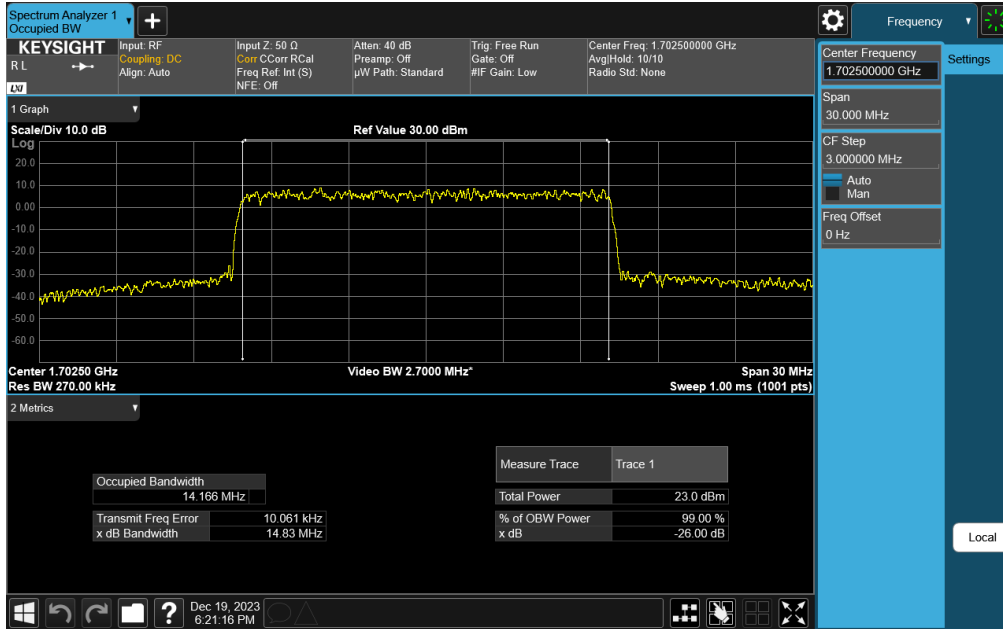 Spectrum Analyzer 1
Occupied BW
+
Frequency
KEYSIGHT
R L
LXI
Input: RF
Coupling: DC
Align: Auto
Input Z: 50 Ω
Corr CCorr RCal
Freq Ref: Int (S)
NFE: Off
Atten: 40 dB
Preamp: Off
µW Path: Standard
Trig: Free Run
Gate: Off
#IF Gain: Low
Center Freq: 1.702500000 GHz
Avg|Hold: 10/10
Radio Std: None
Center Frequency
1.702500000 GHz
Settings
Span
30.000 MHz
CF Step
3.000000 MHz
Auto
Man
Freq Offset
0 Hz
Local
1 Graph
Scale/Div 10.0 dB
Ref Value 30.00 dBm
Log
20.0
10.0
0.00
-10.0
-20.0
-30.0
-40.0
-50.0
-60.0
Center 1.70250 GHz
Video BW 2.7000 MHz*
Span 30 MHz
Res BW 270.00 kHz
Sweep 1.00 ms (1001 pts)
2 Metrics
Occupied Bandwidth
14.166 MHz
Transmit Freq Error 10.061 kHz
x dB Bandwidth 14.83 MHz
Measure Trace Trace 1
Total Power 23.0 dBm
% of OBW Power 99.00 %
x dB -26.00 dB
?
Dec 19, 2023
6:21:16 PM